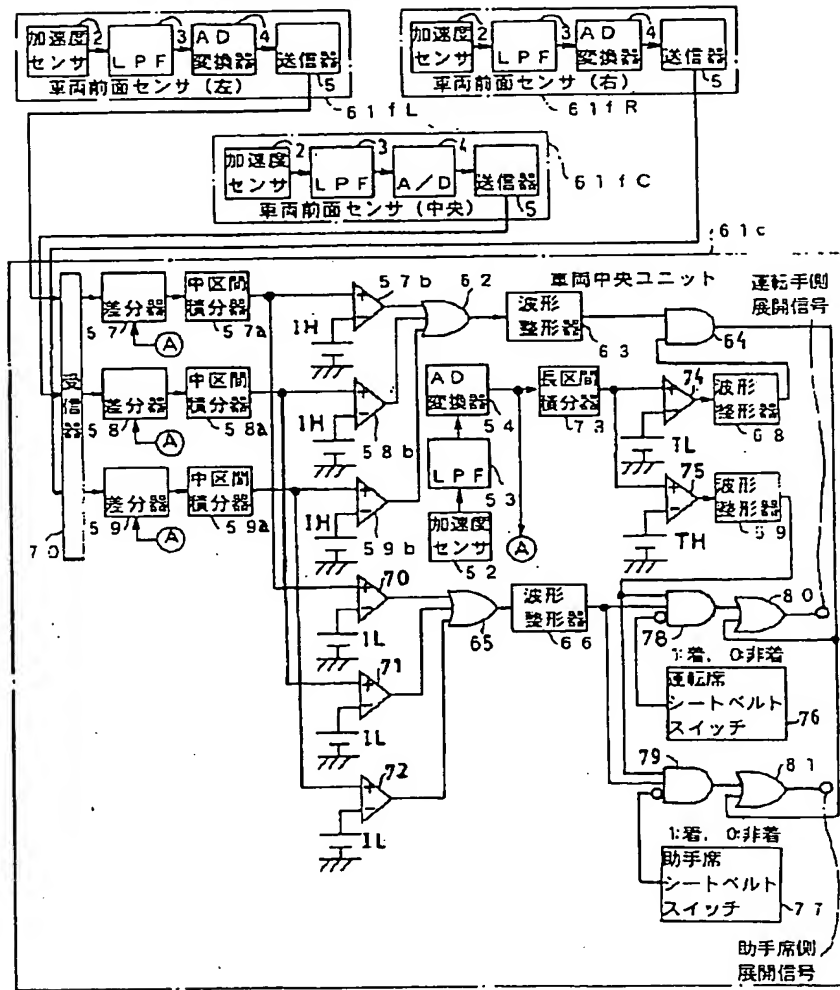 加速度
センサ
2
LPF
3
AD
変換器
4
送信器
5
車両前面センサ(左)
61fL
加速度
センサ
2
LPF
3
AD
変換器
4
送信器
5
車両前面センサ(右)
61fR
加速度
センサ
2
LPF
3
A/D
4
送信器
5
車両前面センサ(中央)
61fC
61c
車両中央ユニット
運転手側
展開信号
受信器
70
差分器
57
A
中区間
積分器
57a
57b
IH
62
波形
整形器
63
64
差分器
58
A
中区間
積分器
58a
58b
IH
AD
変換器
54
長区間
積分器
73
74
TL
波形
整形器
68
差分器
59
A
中区間
積分器
59a
59b
IH
LPF
53
加速度
センサ
52
A
75
TH
波形
整形器
69
70
IL
65
波形
整形器
66
78
80
71
IL
1:着, 0:非着
運転席
シートベルト
スイッチ
76
72
IL
79
81
1:着, 0:非着
助手席
シートベルト
スイッチ
77
助手席側
展開信号